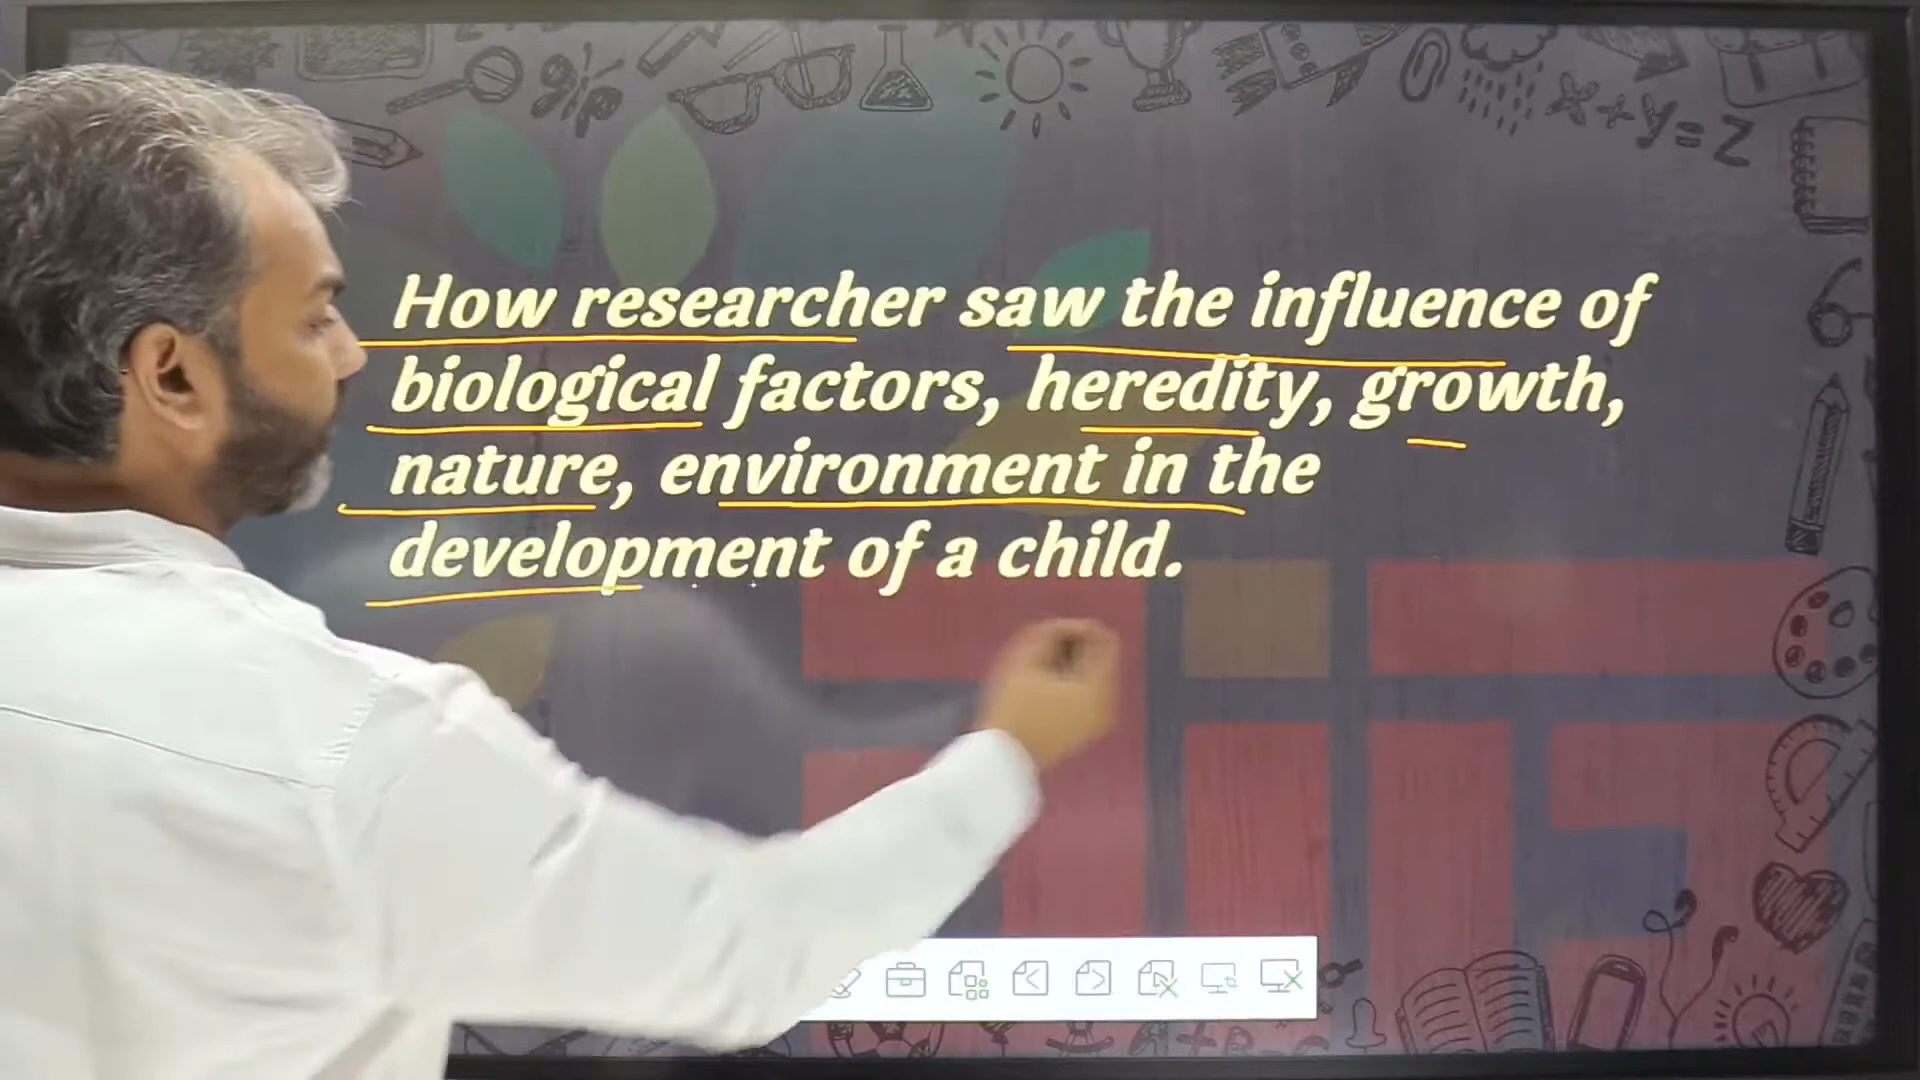 x+y=z
How researcher saw the influence of
biological factors, heredity, growth,
nature, environment in the
development of a child.